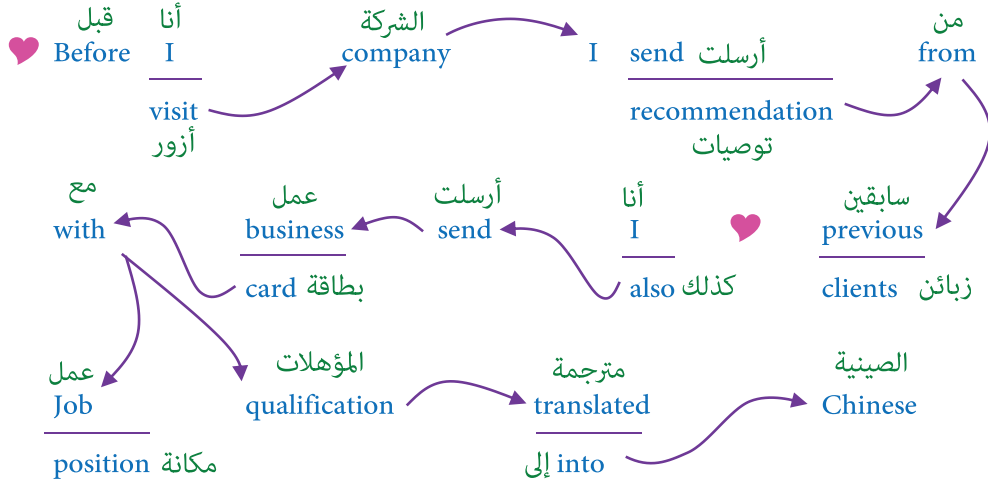 قبل أنا الشركة من
Before I company I send أرسلت from
visit recommendation
أزور توصيات
مع أرسلت عمل أنا سابقين
with business send I previous
card بطاقة also كذلك clients زبائن
عمل المؤهلات مترجمة الصينية
Job qualification translated Chinese
position مكانة إلى into